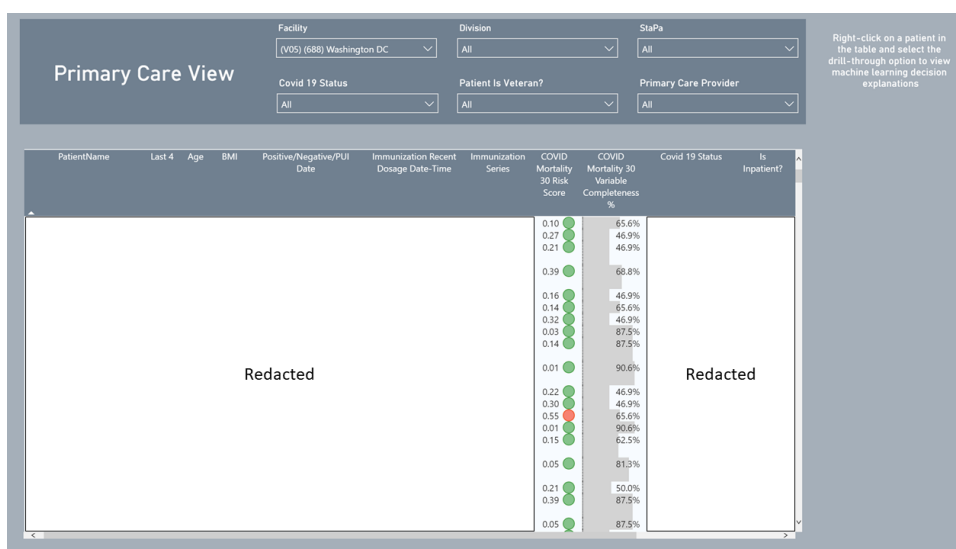 Primary Care View
Facility
(V05) (688) Washington DC
Division
All
StaPa
All
Covid 19 Status
All
Patient Is Veteran?
All
Primary Care Provider
All
Right-click on a patient in
the table and select the
drill-through option to view
machine learning decision
explanations
PatientName
Last 4
Age
BMI
Positive/Negative/PUI
Date
Immunization Recent
Dosage Date-Time
Immunization
Series
COVID
Mortality
30 Risk
Score
COVID
Mortality 30
Variable
Completeness
%
Covid 19 Status
Is
Inpatient?
0.10 65.6%
0.27 46.9%
0.21 46.9%
0.39 68.8%
0.16 46.9%
0.14 65.6%
0.32 46.9%
0.03 87.5%
0.14 87.5%
0.01 90.6%
0.22 46.9%
0.30 46.9%
0.55 65.6%
0.01 90.6%
0.15 62.5%
0.05 81.3%
0.21 50.0%
0.39 87.5%
0.05 87.5%
Redacted
Redacted